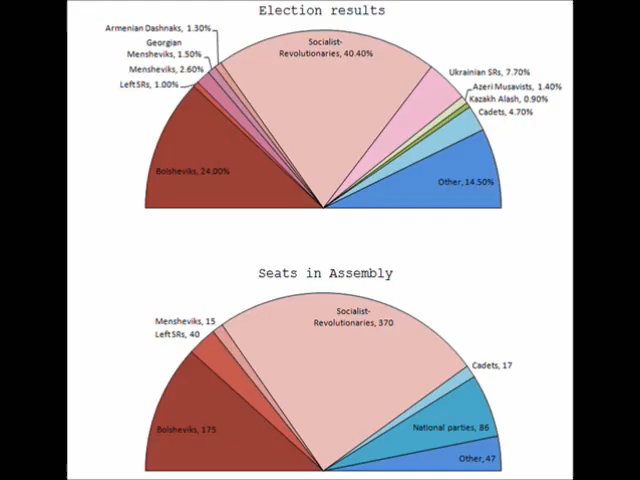 Election results
Armenian Dashnaks, 1.30%
Georgian
Mensheviks, 1.50%
Mensheviks, 2.60%
Left SRs, 1.00%
Bolsheviks, 24.00%
Socialist-
Revolutionaries, 40.40%
Ukrainian SRs, 7.70%
Azeri Musavists, 1.40%
Kazakh Alash, 0.90%
Cadets, 4.70%
Other, 14.50%
Seats in Assembly
Mensheviks, 15
Left SRs, 40
Bolsheviks, 175
Socialist-
Revolutionaries, 370
Cadets, 17
National parties, 86
Other, 47